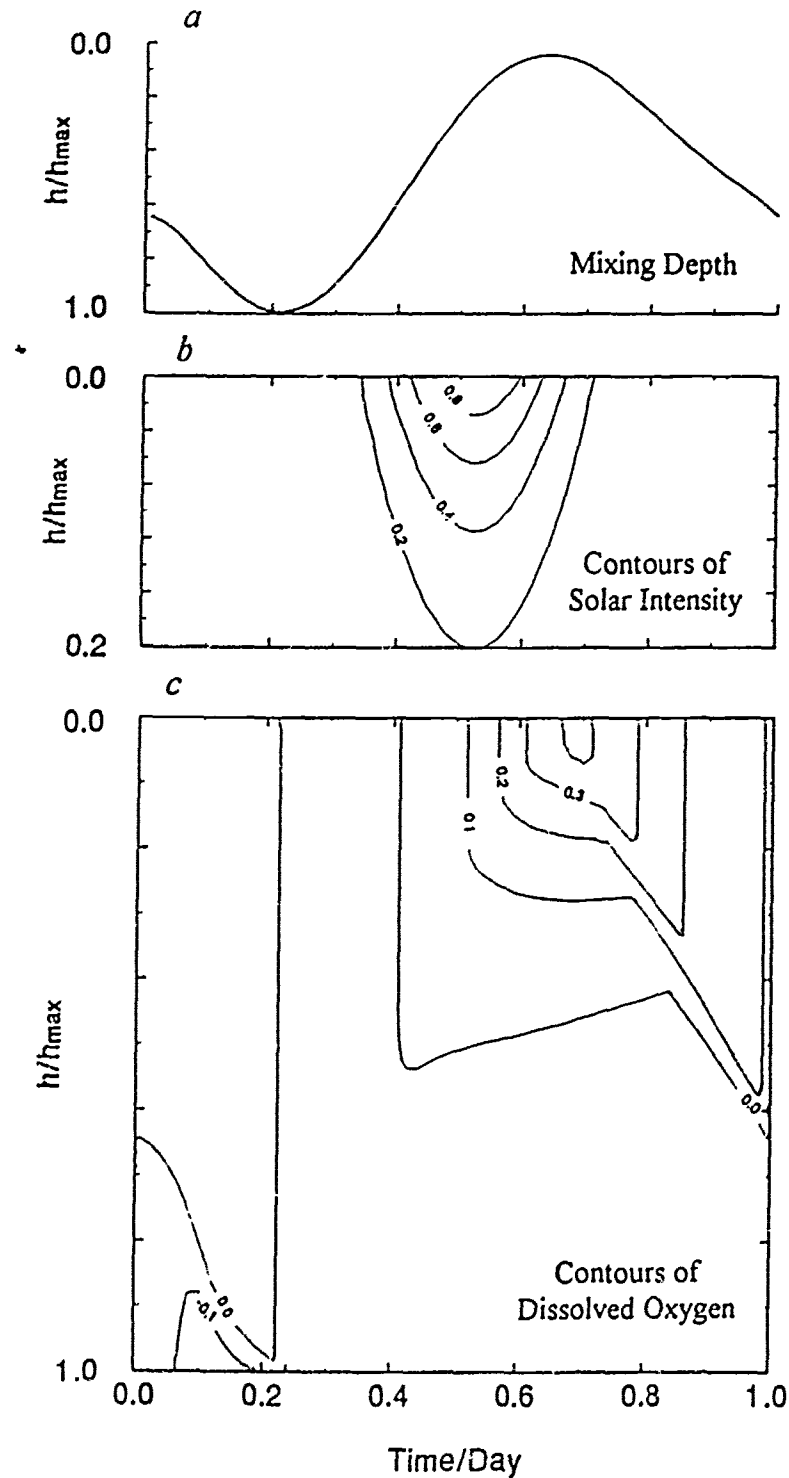 a
0.0
h/hmax
1.0
Mixing Depth
b
0.0
h/hmax
0.2
0.8
0.6
0.4
0.2
Contours of
Solar Intensity
c
0.0
h/hmax
1.0
0.1
0.2
0.3
0.0
0.0
-0.1
Contours of
Dissolved Oxygen
0.0 0.2 0.4 0.6 0.8 1.0
Time/Day